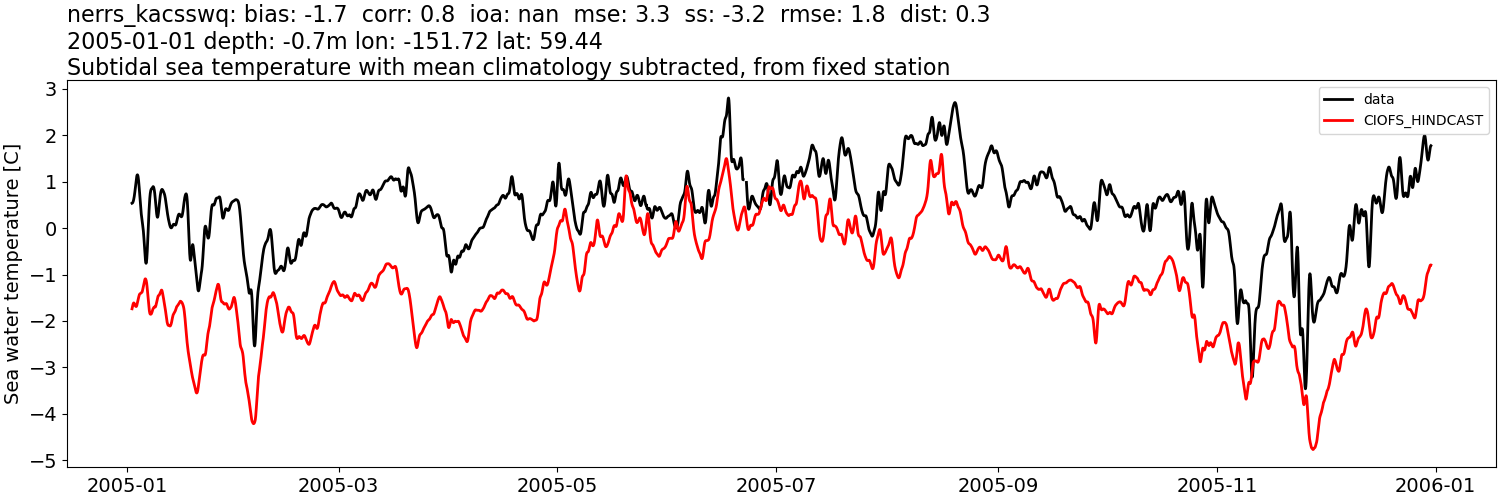 nerrs_kacsswq: bias: -1.7  corr: 0.8  ioa: nan  mse: 3.3  ss: -3.2  rmse: 1.8  dist: 0.3
2005-01-01 depth: -0.7m lon: -151.72 lat: 59.44
Subtidal sea temperature with mean climatology subtracted, from fixed station
Sea water temperature [C]
3
2
1
0
−1
−2
−3
−4
−5
data
CIOFS_HINDCAST
2005-01
2005-03
2005-05
2005-07
2005-09
2005-11
2006-01